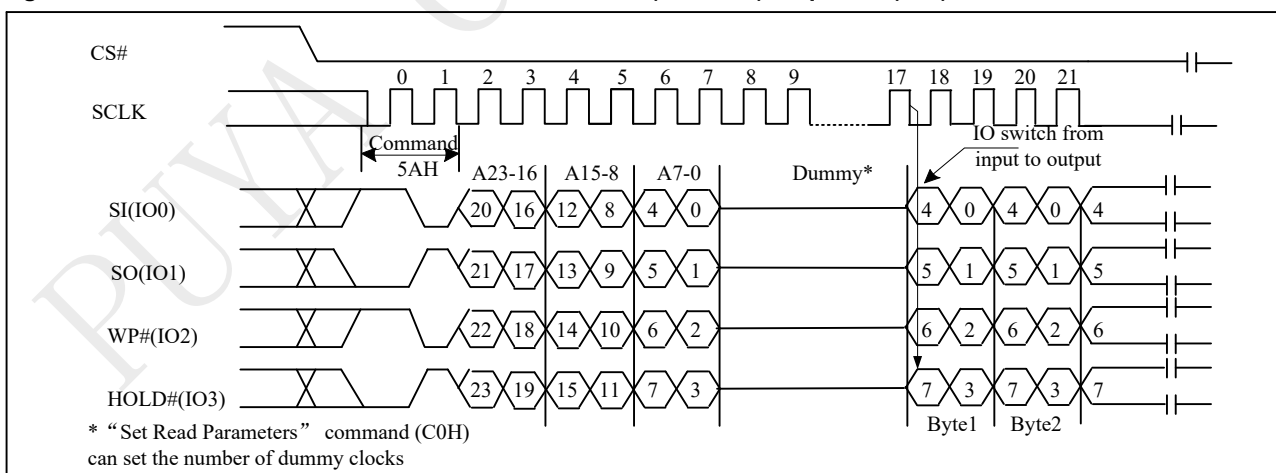 CS#
0 1 2 3 4 5 6 7 8 9 17 18 19 20 21
SCLK
Command
5AH
IO switch from
input to output
A23-16 A15-8 A7-0 Dummy*
SI(IO0) 20 16 12 8 4 0 4 0 4 0 4
SO(IO1) 21 17 13 9 5 1 5 1 5 1 5
WP#(IO2) 22 18 14 10 6 2 6 2 6 2 6
HOLD#(IO3) 23 19 15 11 7 3 7 3 7 3 7
Byte1 Byte2
* “Set Read Parameters” command (C0H)
can set the number of dummy clocks
PUYA